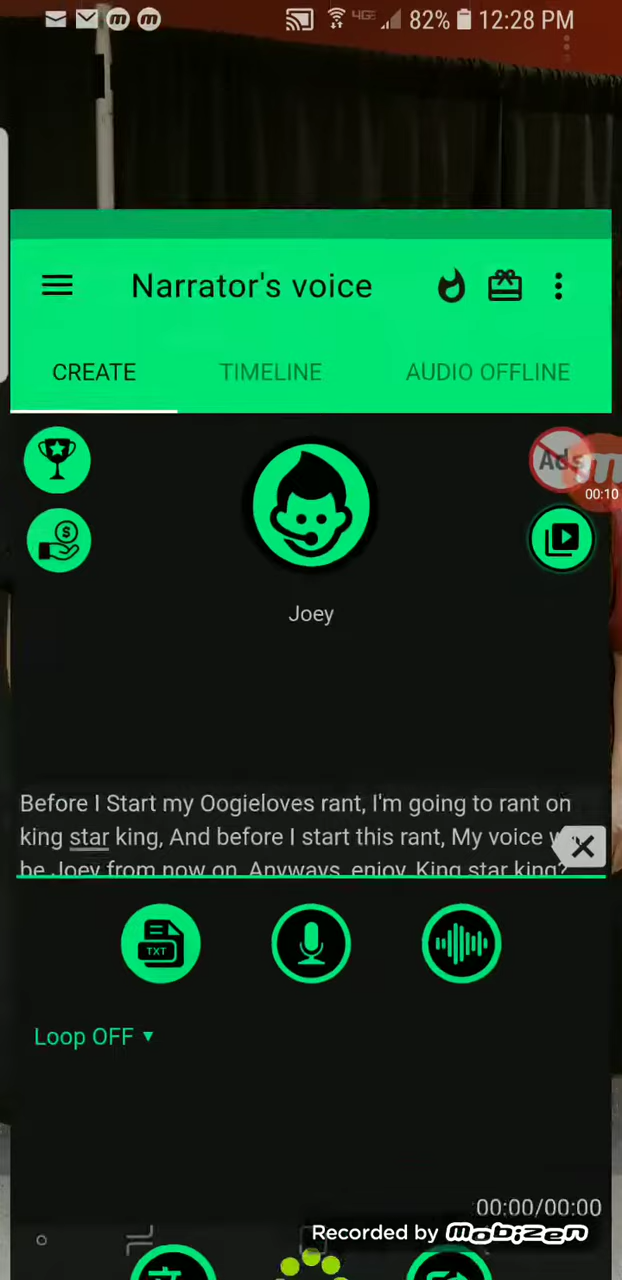 4GE 82% 12:28 PM
Narrator's voice
CREATE TIMELINE AUDIO OFFLINE
Ads
00:10
Joey
Before I Start my Oogieloves rant, I'm going to rant on
king star king, And before I start this rant, My voice
be Joey from now on. Anyways, enjoy. King star king?
TXT
Loop OFF
00:00/00:00
Recorded by mobizen